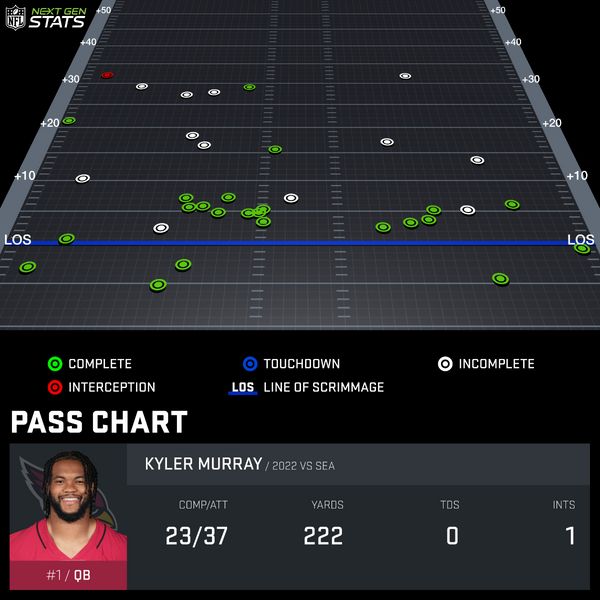 NFL NEXT GEN STATS
+50 +50
+40 +40
+30 +30
+20 +20
+10 +10
LOS LOS
COMPLETE TOUCHDOWN INCOMPLETE
INTERCEPTION LOS LINE OF SCRIMMAGE
PASS CHART
KYLER MURRAY / 2022 VS SEA
COMP/ATT YARDS TDS INTS
23/37 222 0 1
#1 / QB